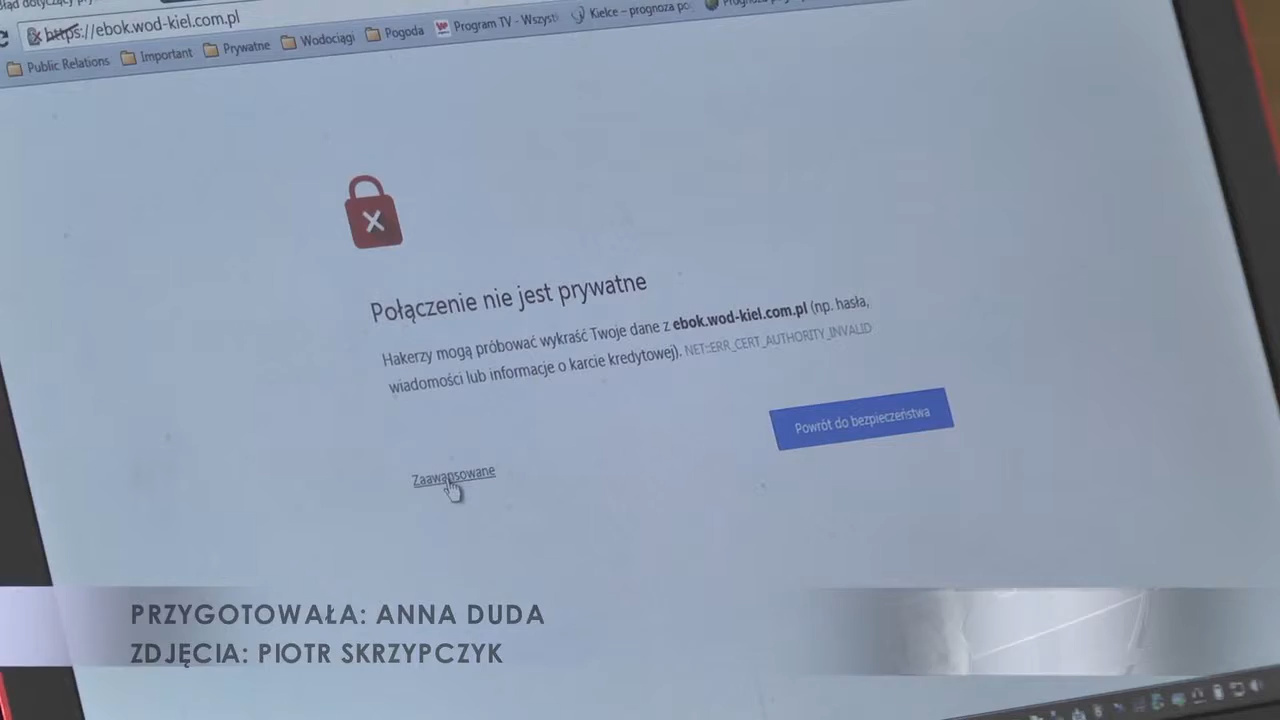 https://ebok.wod-kiel.com.pl
Public Relations Important Prywatne Wodociągi Pogoda Program TV - Wszyst Kielce – prognoza po
Połączenie nie jest prywatne
Hakerzy mogą próbować wykraść Twoje dane z ebok.wod-kiel.com.pl (np. hasła,
wiadomości lub informacje o karcie kredytowej). NET::ERR_CERT_AUTHORITY_INVALID
Powrót do bezpieczeństwa
Zaawansowane
PRZYGOTOWAŁA: ANNA DUDA
ZDJĘCIA: PIOTR SKRZYPCZYK